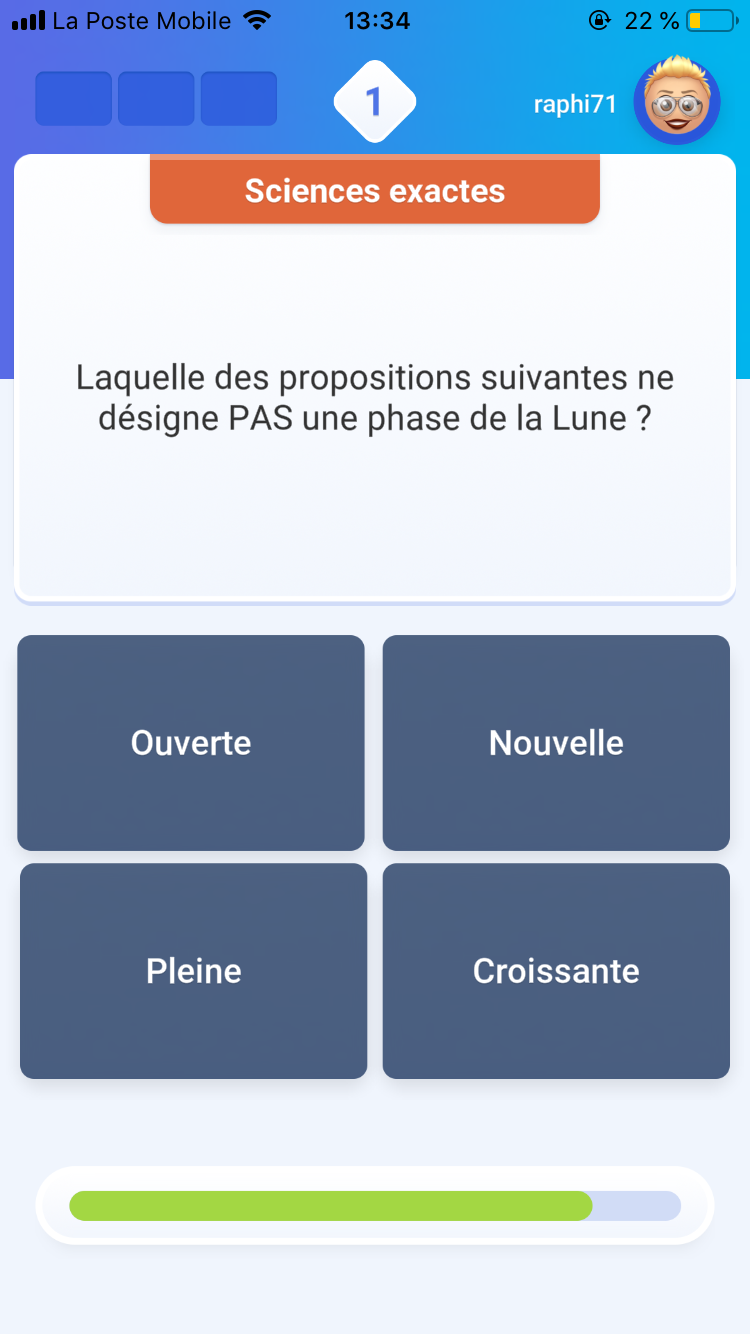 La Poste Mobile 13:34 22 %
1
raphi71
Sciences exactes
Laquelle des propositions suivantes ne
désigne PAS une phase de la Lune ?
Ouverte
Nouvelle
Pleine
Croissante